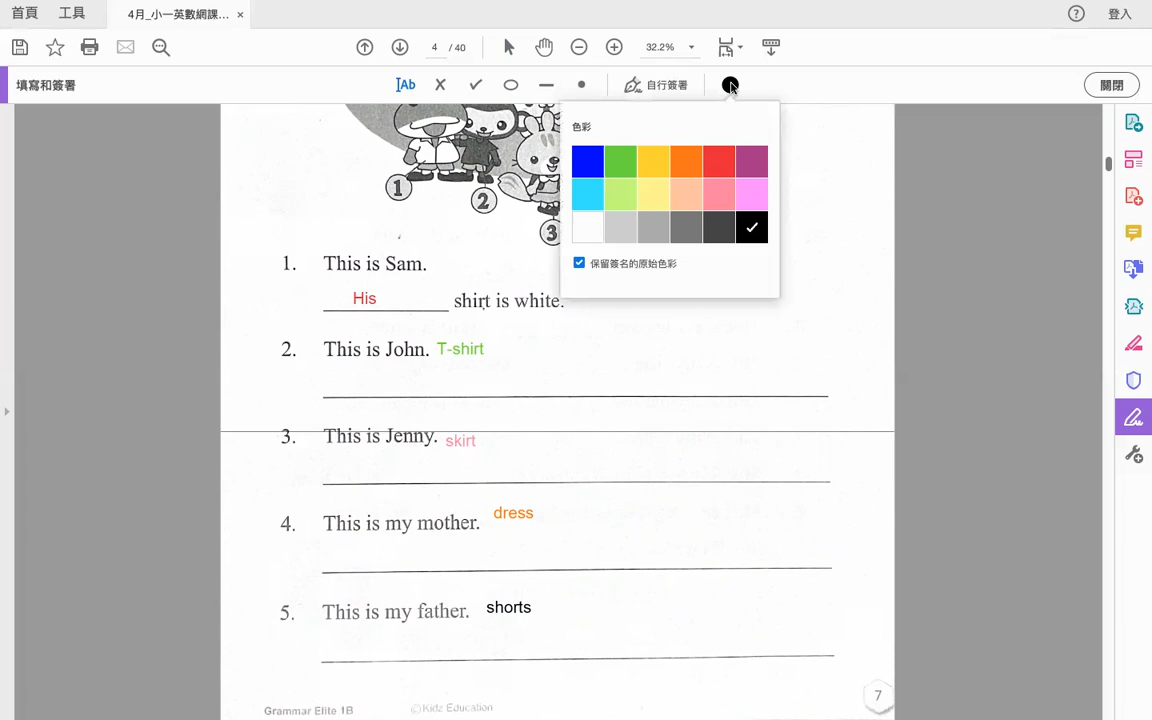 首頁 工具 4月_小一英數網課... × 登入
4 / 40 32.2%
填寫和簽署 Ab 自行簽署 關閉
色彩
保留簽名的原始色彩
1 2 3
1. This is Sam.
His shirt is white.
2. This is John. T-shirt
3. This is Jenny. skirt
4. This is my mother. dress
5. This is my father. shorts
7
Grammar Elite 1B ©Kidz Education